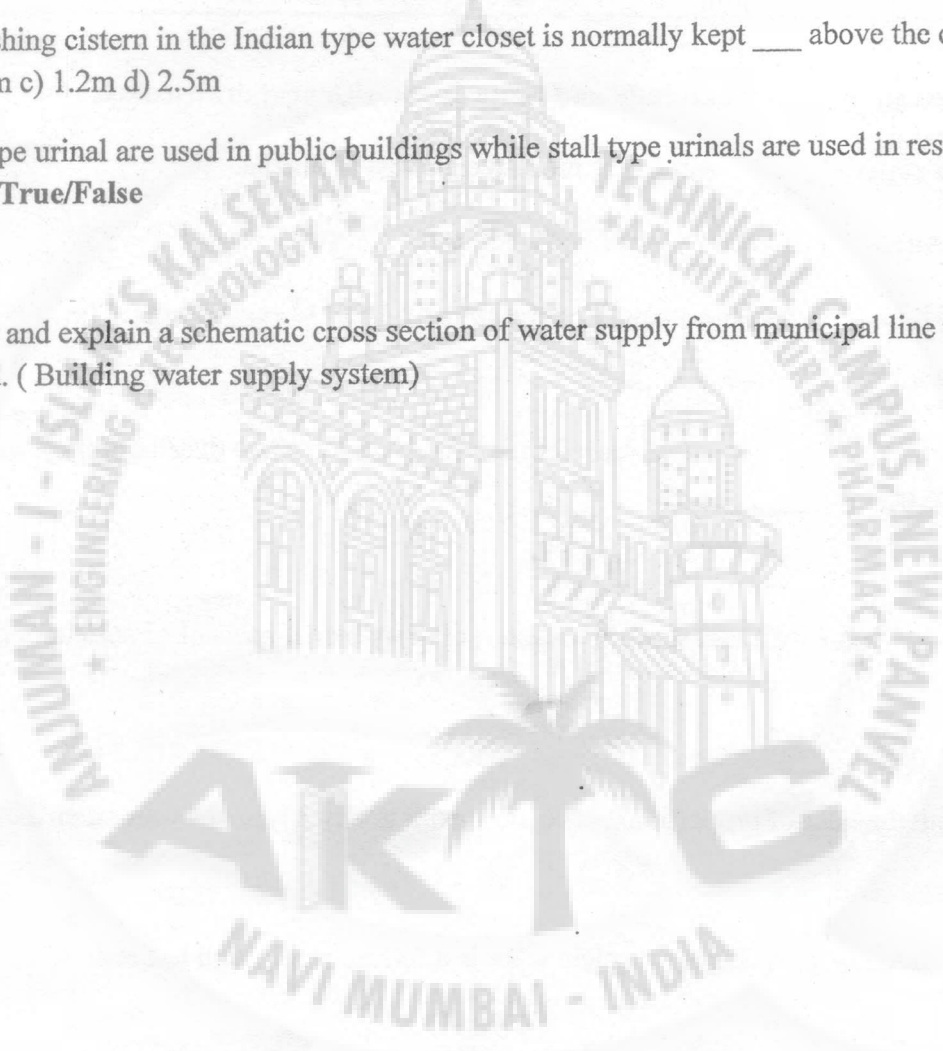 hing cistern in the Indian type water closet is normally kept ___ above the
c) 1.2m d) 2.5m
pe urinal are used in public buildings while stall type urinals are used in res
True/False
and explain a schematic cross section of water supply from municipal line
. ( Building water supply system)
ANJUMAN - I - ISLAM'S KALSEKAR TECHNICAL CAMPUS, NEW PANVEL
* ENGINEERING & TECHNOLOGY * *ARCHITECTURE * PHARMACY *
AKTC
NAVI MUMBAI - INDIA